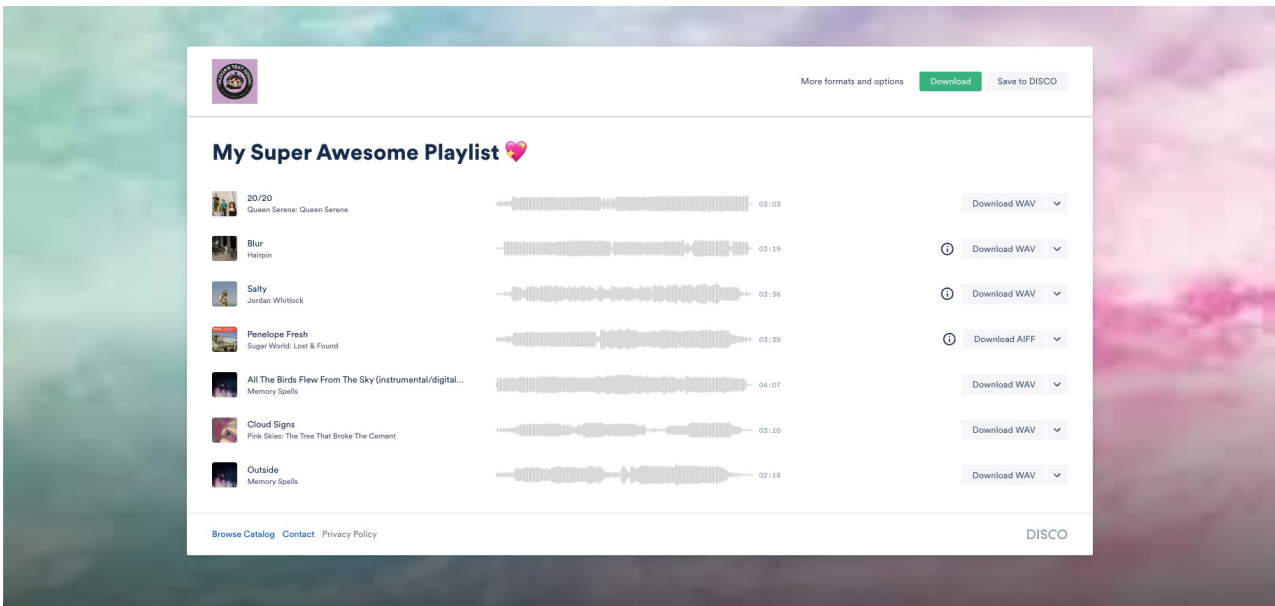 More formats and options Download Save to DISCO
My Super Awesome Playlist 💖
20/20
Queen Serene: Queen Serene
03:03
Download WAV
Blur
Hairpin
03:19
Download WAV
Salty
Jordan Whitlock
03:36
Download WAV
Penelope Fresh
Sugar World: Lost & Found
03:39
Download AIFF
All The Birds Flew From The Sky (instrumental/digital...
Memory Spells
04:07
Download WAV
Cloud Signs
Pink Skies: The Tree That Broke The Cement
03:10
Download WAV
Outside
Memory Spells
02:18
Download WAV
Browse Catalog Contact Privacy Policy
DISCO